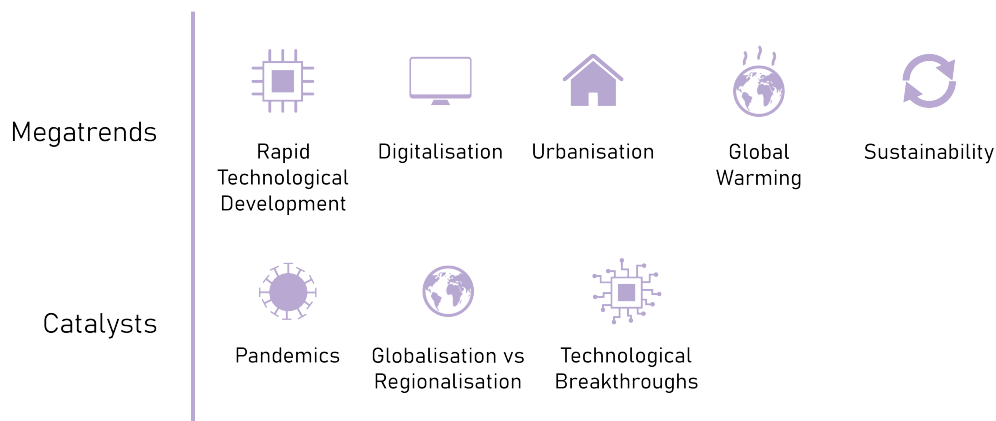 Megatrends
Rapid
Technological
Development
Digitalisation
Urbanisation
Global
Warming
Sustainability
Catalysts
Pandemics
Globalisation vs
Regionalisation
Technological
Breakthroughs